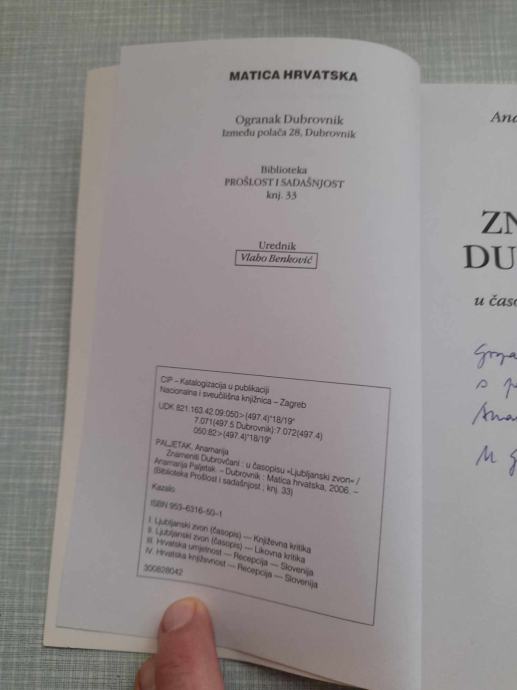 MATICA HRVATSKA
Ogranak Dubrovnik
Između polača 28, Dubrovnik
Biblioteka
PROŠLOST I SADAŠNJOST
knj. 33
Urednik
Vlaho Benković
CIP – Katalogizacija u publikaciji
Nacionalna i sveučilišna knjižnica – Zagreb
UDK 821.163.42.09:050>(497.4)"18/19"
7.071(497.5 Dubrovnik):7.072(497.4)
050:82>(497.4)"18/19"
PALJETAK, Anamarija
Znameniti Dubrovčani : u časopisu »Ljubljanski zvon« /
Anamarija Paljetak. – Dubrovnik : Matica hrvatska, 2006. –
(Biblioteka Prošlost i sadašnjost ; knj. 33)
Kazalo
ISBN 953-6316-50-1
I. Ljubljanski zvon (časopis) — Književna kritika
II. Ljubljanski zvon (časopis) — Likovna kritika
III. Hrvatska umjetnost — Recepcija — Slovenija
IV. Hrvatska književnost — Recepcija — Slovenija
300828042
Ana
ZN
DU
u časo